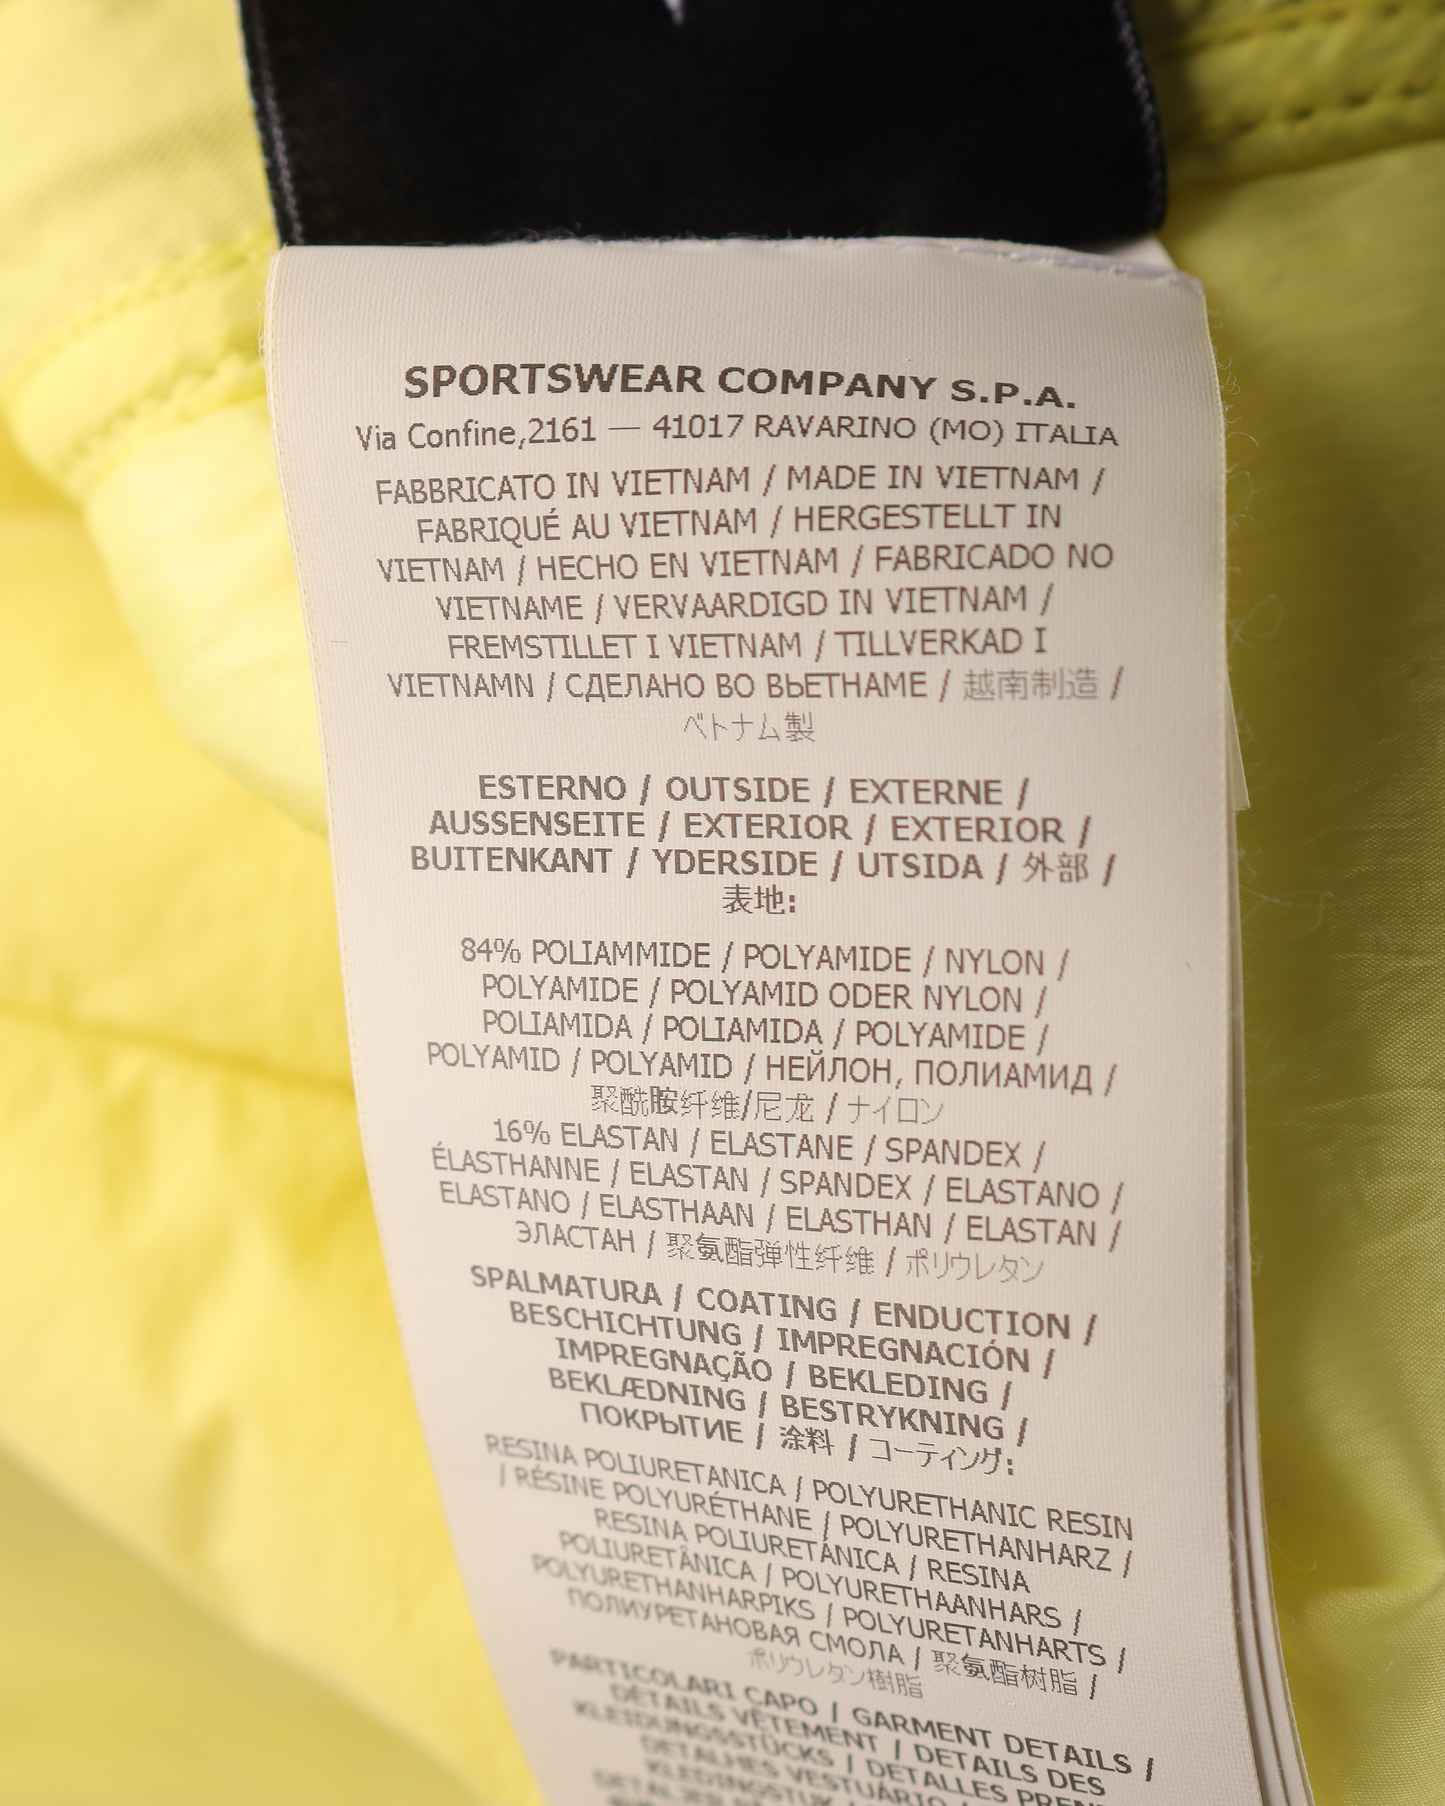 SPORTSWEAR COMPANY S.P.A.
Via Confine,2161 — 41017 RAVARINO (MO) ITALIA
FABBRICATO IN VIETNAM / MADE IN VIETNAM /
FABRIQUÉ AU VIETNAM / HERGESTELLT IN
VIETNAM / HECHO EN VIETNAM / FABRICADO NO
VIETNAME / VERVAARDIGD IN VIETNAM /
FREMSTILLET I VIETNAM / TILLVERKAD I
VIETNAMN / СДЕЛАНО ВО ВЬЕТНАМЕ / 越南制造 /
ベトナム製
ESTERNO / OUTSIDE / EXTERNE /
AUSSENSEITE / EXTERIOR / EXTERIOR /
BUITENKANT / YDERSIDE / UTSIDA / 外部 /
表地:
84% POLIAMMIDE / POLYAMIDE / NYLON /
POLYAMIDE / POLYAMID ODER NYLON /
POLIAMIDA / POLIAMIDA / POLYAMIDE /
POLYAMID / POLYAMID / НЕЙЛОН, ПОЛИАМИД /
聚酰胺纤维/尼龙 / ナイロン
16% ELASTAN / ELASTANE / SPANDEX /
ÉLASTHANNE / ELASTAN / SPANDEX / ELASTANO /
ELASTANO / ELASTHAAN / ELASTHAN / ELASTAN /
ЭЛАСТАН / 聚氨酯弹性纤维 / ポリウレタン
SPALMATURA / COATING / ENDUCTION /
BESCHICHTUNG / IMPREGNACIÓN /
IMPREGNAÇÃO / BEKLEDING /
BEKLÆDNING / BESTRYKNING /
ПОКРЫТИЕ / 涂料 / コーティング:
RESINA POLIURETANICA / POLYURETHANIC RESIN
/ RÉSINE POLYURÉTHANE / POLYURETHANHARZ /
RESINA POLIURETÁNICA / RESINA
POLIURETÂNICA / POLYURETHAANHARS /
POLYURETHANHARPIKS / POLYURETANHARTS /
ПОЛИУРЕТАНОВАЯ СМОЛА / 聚氨酯树脂 /
ポリウレタン樹脂
PARTICOLARI CAPO / GARMENT DETAILS /
DÉTAILS VÊTEMENT / DETAILS DES
KLEIDUNGSSTÜCKS / DETALLES
DETALHES VESTUÁRIO /